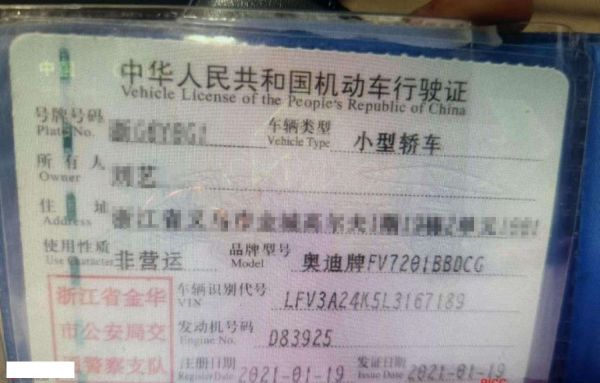 中华人民共和国机动车行驶证
Vehicle License of the People's Republic of China
号牌号码
Plate No.
车辆类型
Vehicle Type
小型轿车
所有人
Owner
住址
Address
使用性质
Use Character
非营运
品牌型号
Model
奥迪牌FV7201BBDCG
浙江省金华
市公安局交
警察支队
车辆识别代号
VIN
LFV3A24K5L3167189
发动机号码
Engine No.
D83925
注册日期
Register Date
2021-01-19
发证日期
Issue Date
2021-01-19